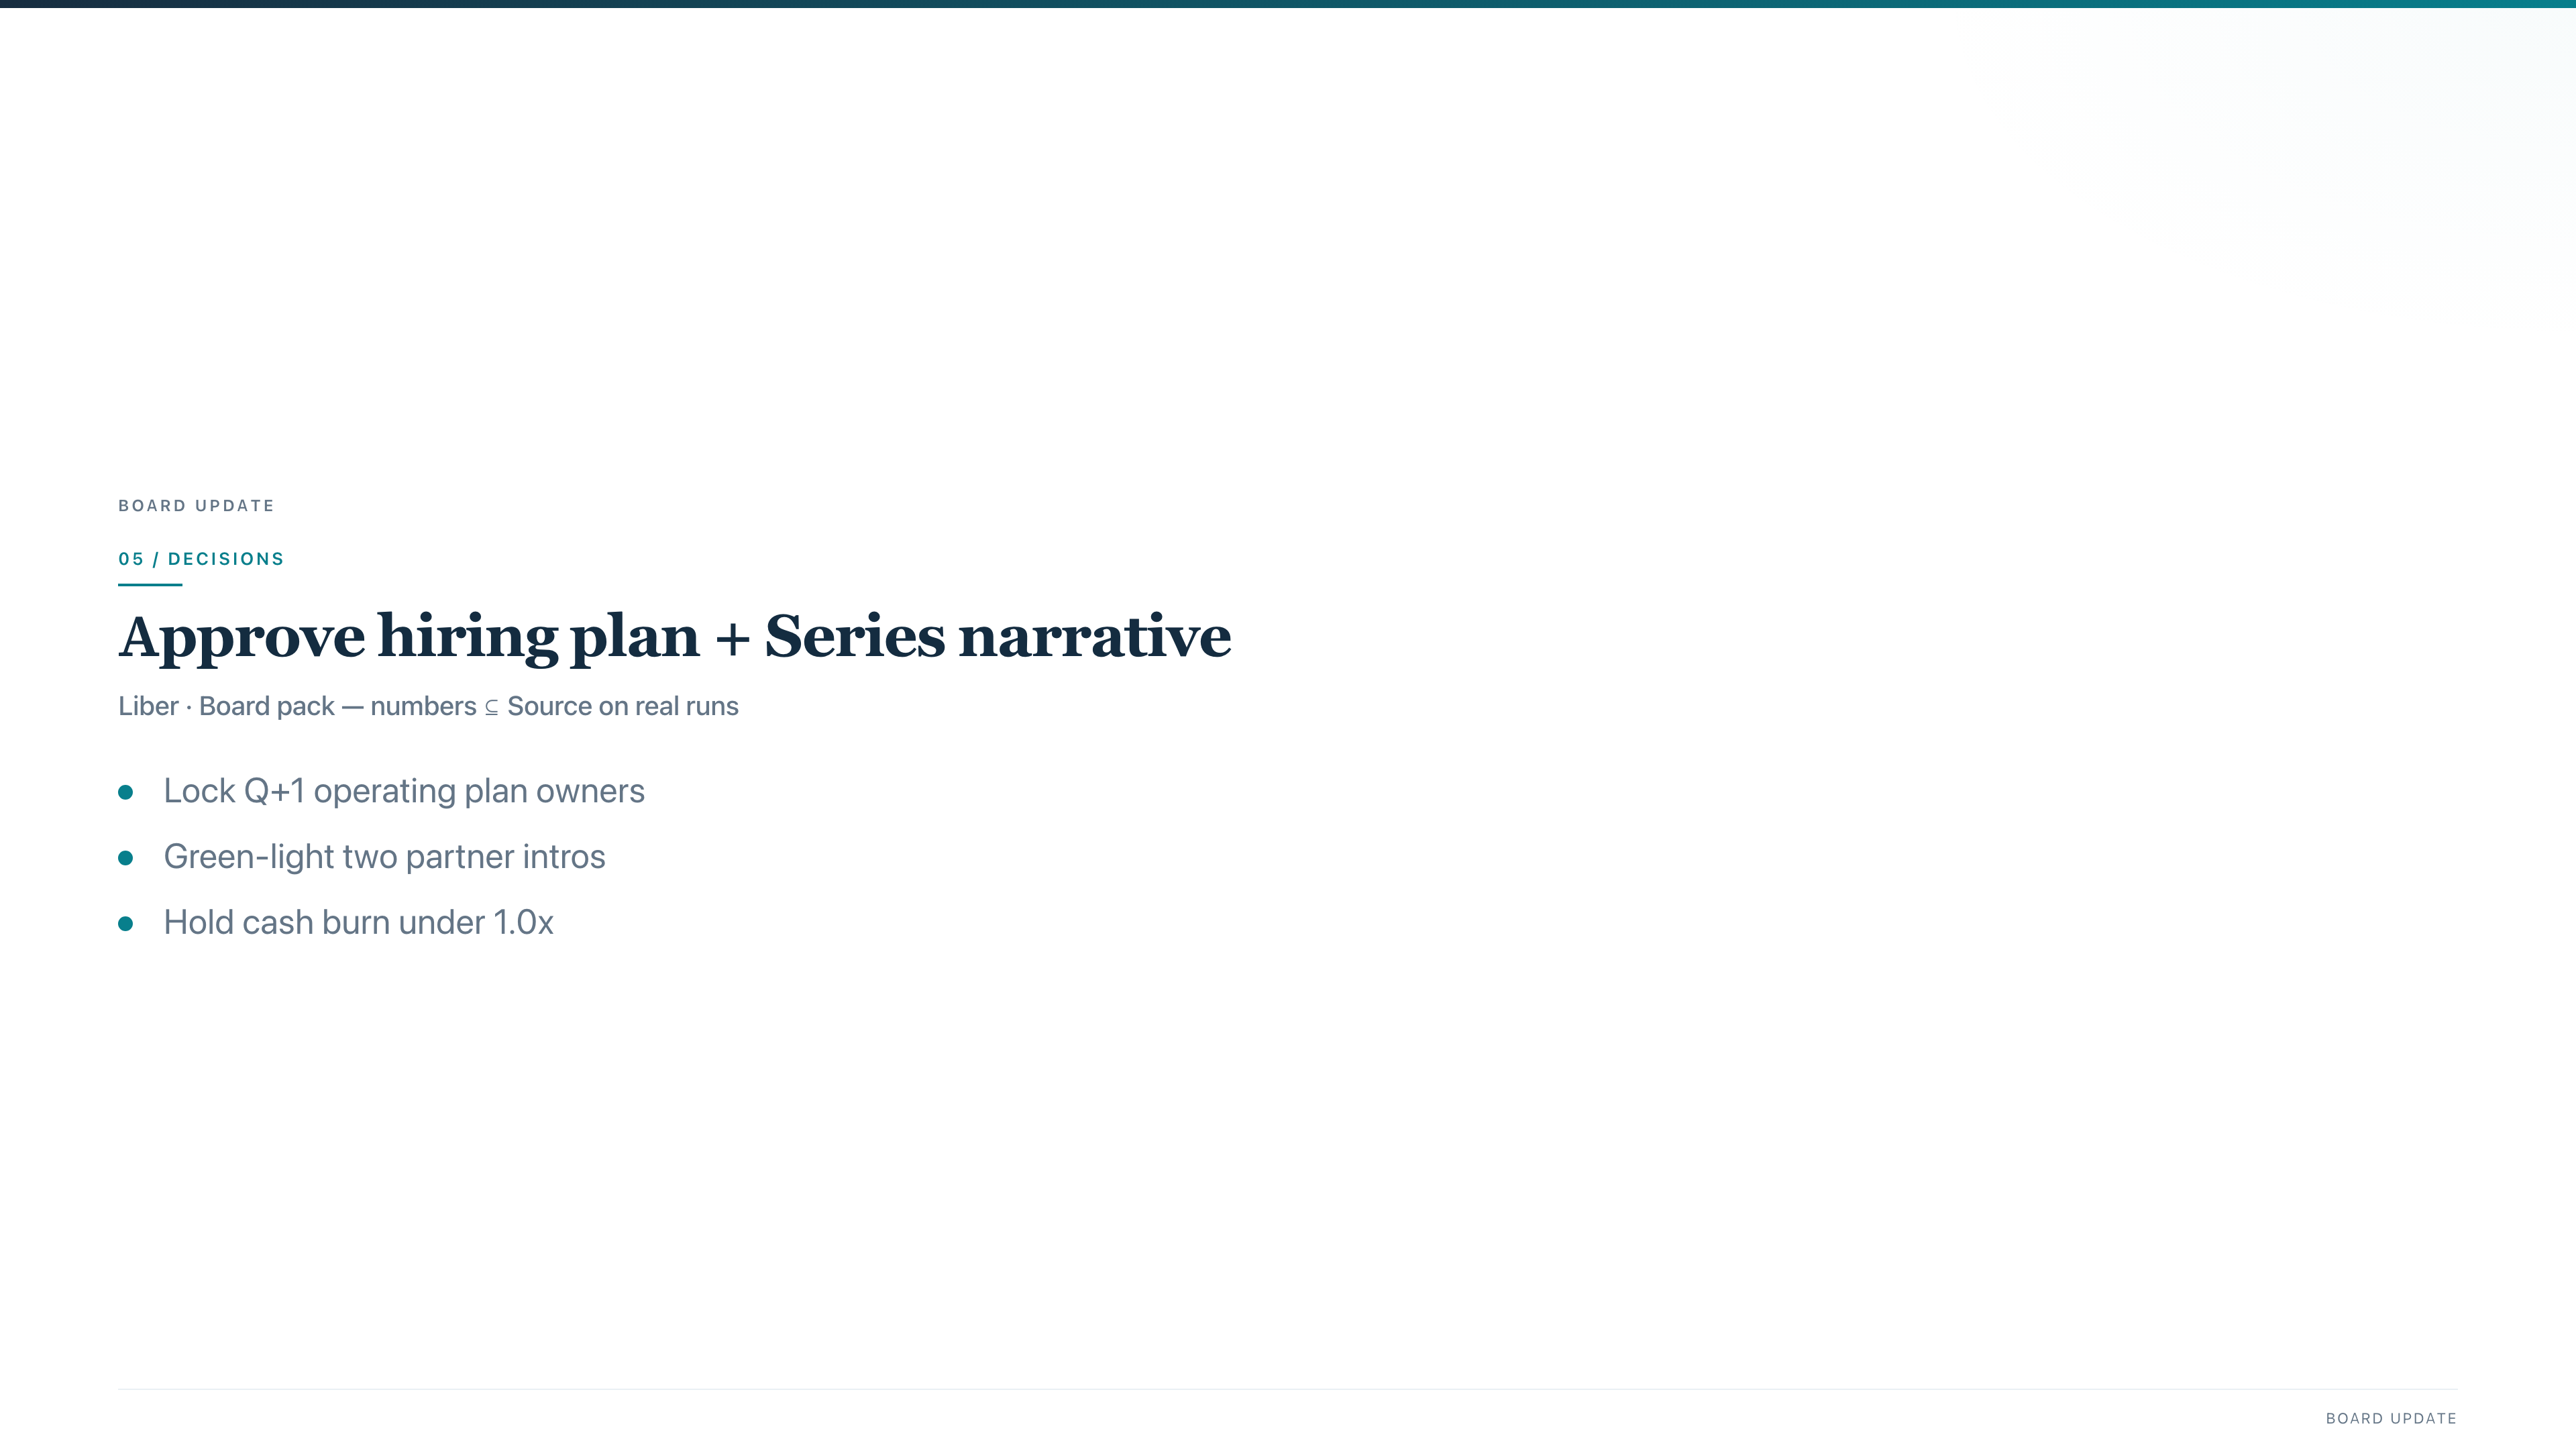 BOARD UPDATE
05 / DECISIONS
Approve hiring plan + Series narrative
Liber · Board pack — numbers ⊆ Source on real runs
Lock Q+1 operating plan owners
Green-light two partner intros
Hold cash burn under 1.0x
BOARD UPDATE